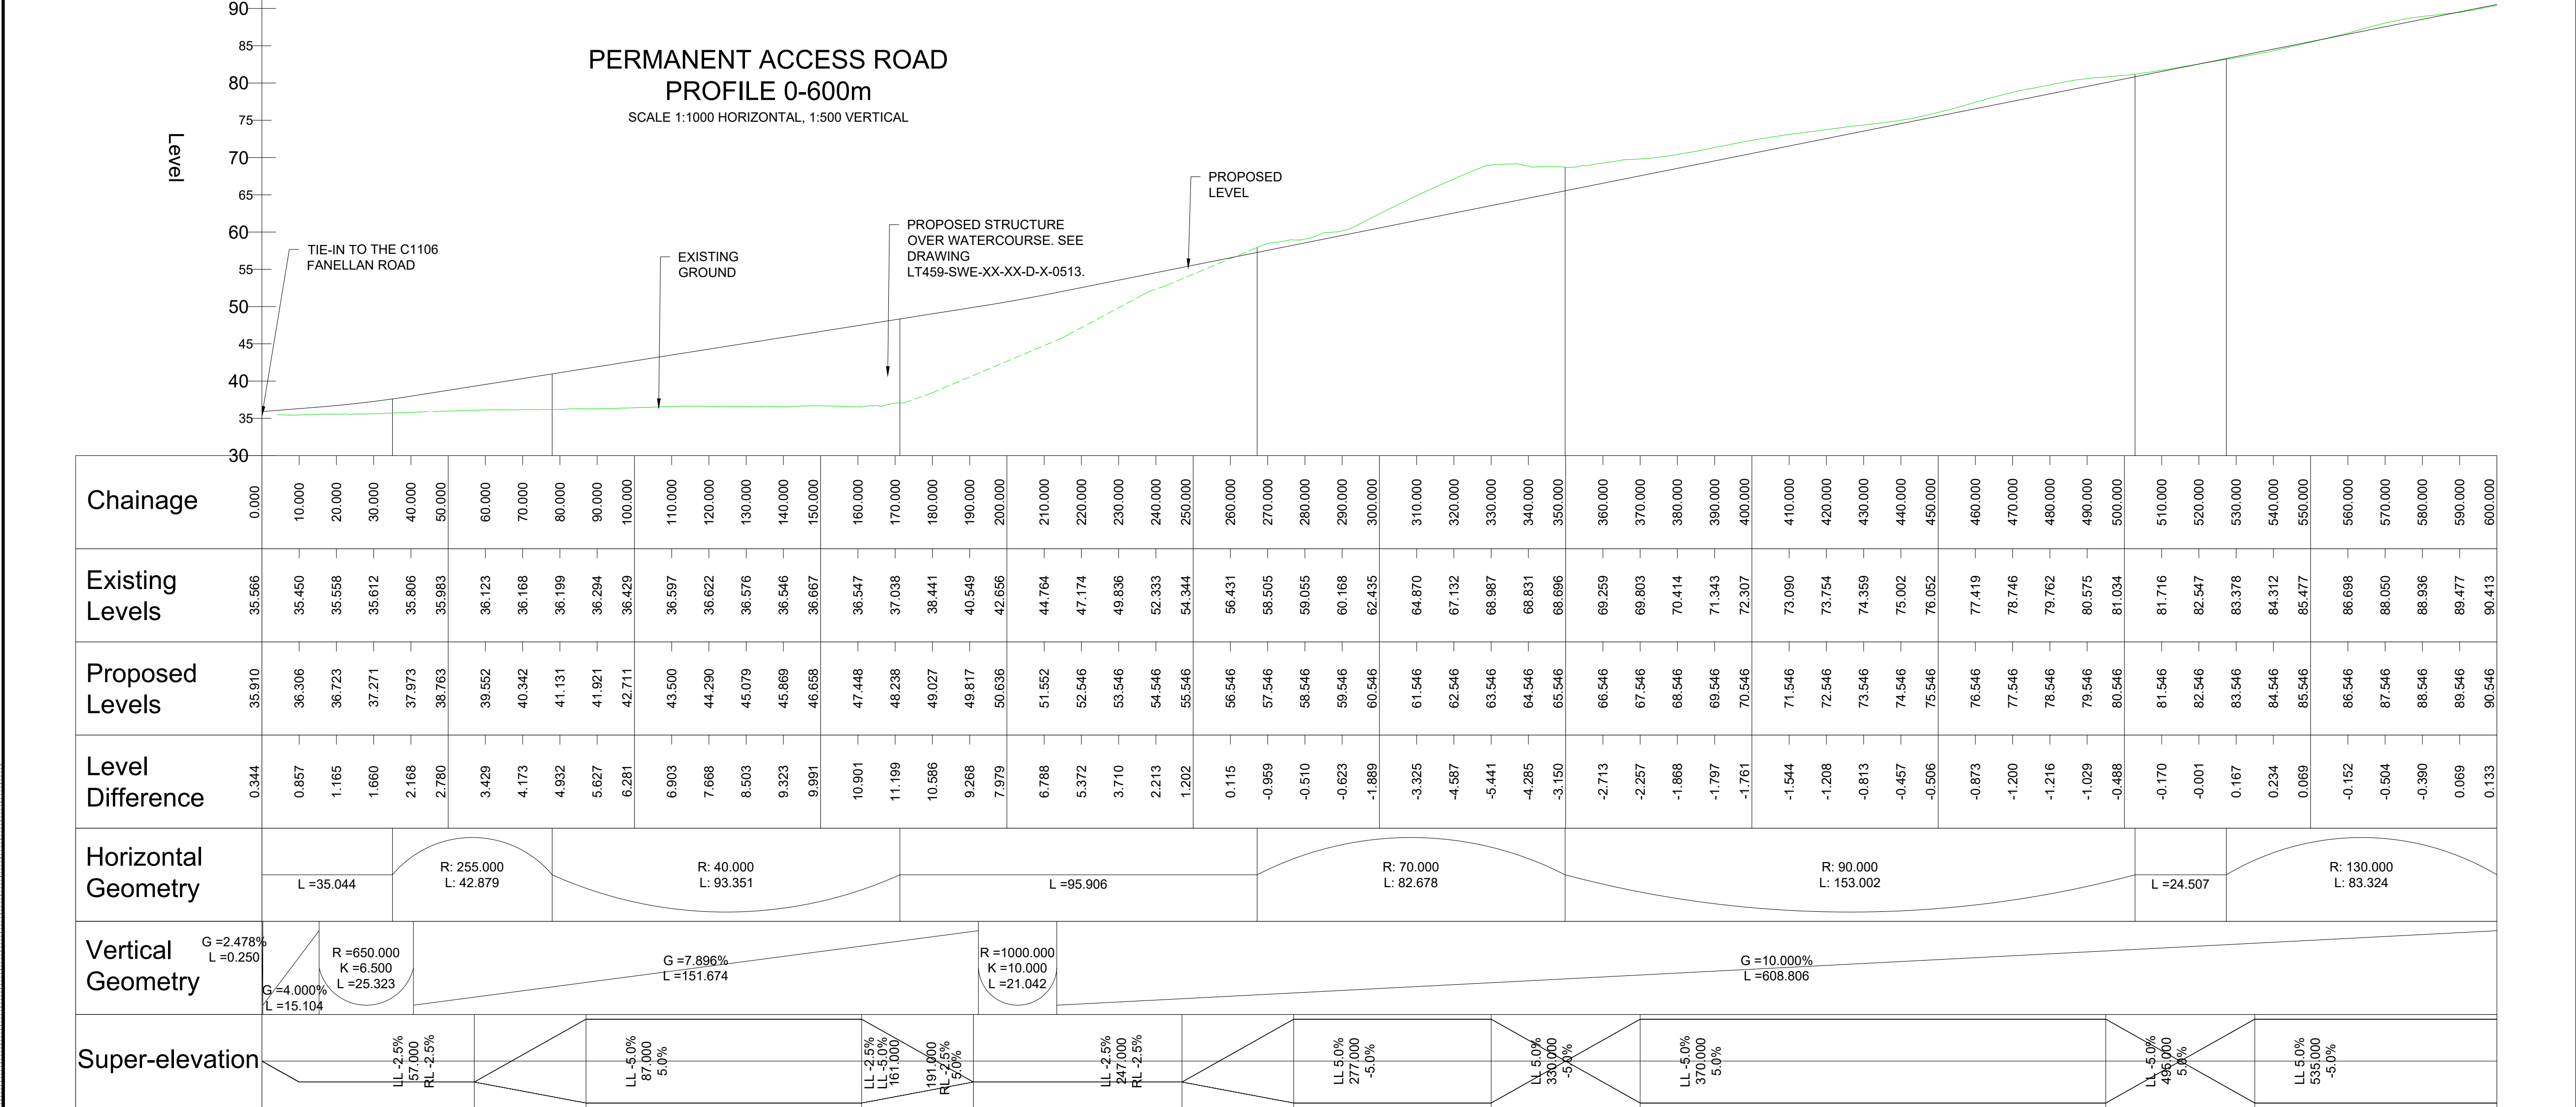 PERMANENT ACCESS ROAD
PROFILE 0-600m
SCALE 1:1000 HORIZONTAL, 1:500 VERTICAL
Level
90
85
80
75
70
65
60
55
50
45
40
35
30
TIE-IN TO THE C1106
FANELLAN ROAD
EXISTING
GROUND
PROPOSED STRUCTURE
OVER WATERCOURSE. SEE
DRAWING
LT459-SWE-XX-XX-D-X-0513.
PROPOSED
LEVEL
Chainage
0.000 10.000 20.000 30.000 40.000 50.000 60.000 70.000 80.000 90.000 100.000 110.000 120.000 130.000 140.000 150.000 160.000 170.000 180.000 190.000 200.000 210.000 220.000 230.000 240.000 250.000 260.000 270.000 280.000 290.000 300.000 310.000 320.000 330.000 340.000 350.000 360.000 370.000 380.000 390.000 400.000 410.000 420.000 430.000 440.000 450.000 460.000 470.000 480.000 490.000 500.000 510.000 520.000 530.000 540.000 550.000 560.000 570.000 580.000 590.000 600.000
Existing
Levels
35.566 35.450 35.558 35.612 35.806 35.983 36.123 36.168 36.199 36.294 36.429 36.597 36.622 36.576 36.546 36.667 36.547 37.038 38.441 40.549 42.656 44.764 47.174 49.836 52.333 54.344 56.431 58.505 59.055 60.168 62.435 64.870 67.132 68.987 68.831 68.696 69.259 69.803 70.414 71.343 72.307 73.090 73.754 74.359 75.002 76.052 77.419 78.746 79.762 80.575 81.034 81.716 82.547 83.378 84.312 85.477 86.698 88.050 88.936 89.477 90.413
Proposed
Levels
35.910 36.306 36.723 37.271 37.973 38.763 39.552 40.342 41.131 41.921 42.711 43.500 44.290 45.079 45.869 46.658 47.448 48.238 49.027 49.817 50.636 51.552 52.546 53.546 54.546 55.546 56.546 57.546 58.546 59.546 60.546 61.546 62.546 63.546 64.546 65.546 66.546 67.546 68.546 69.546 70.546 71.546 72.546 73.546 74.546 75.546 76.546 77.546 78.546 79.546 80.546 81.546 82.546 83.546 84.546 85.546 86.546 87.546 88.546 89.546 90.546
Level
Difference
0.344 0.857 1.165 1.660 2.168 2.780 3.429 4.173 4.932 5.627 6.281 6.903 7.668 8.503 9.323 9.991 10.901 11.199 10.586 9.268 7.979 6.788 5.372 3.710 2.213 1.202 0.115 -0.959 -0.510 -0.623 -1.889 -3.325 -4.587 -5.441 -4.285 -3.150 -2.713 -2.257 -1.868 -1.797 -1.761 -1.544 -1.208 -0.813 -0.457 -0.506 -0.873 -1.200 -1.216 -1.029 -0.488 -0.170 -0.001 0.167 0.234 0.069 -0.152 -0.504 -0.390 0.069 0.133
Horizontal
Geometry
L =35.044
R: 255.000
L: 42.879
R: 40.000
L: 93.351
L =95.906
R: 70.000
L: 82.678
R: 90.000
L: 153.002
L =24.507
R: 130.000
L: 83.324
Vertical
Geometry
G =2.478%
L =0.250
G =4.000%
L =15.104
R =650.000
K =6.500
L =25.323
G =7.896%
L =151.674
R =1000.000
K =10.000
L =21.042
G =10.000%
L =608.806
Super-elevation
LL -2.5%
57.000
RL -2.5%
LL -5.0%
87.000
5.0%
LL -2.5%
LL -5.0%
161.000
191.000
RL -2.5%
5.0%
LL -2.5%
247.000
RL -2.5%
LL 5.0%
277.000
-5.0%
LL 5.0%
330.000
-5.0%
LL -5.0%
370.000
5.0%
LL -5.0%
495.000
5.0%
LL 5.0%
535.000
-5.0%